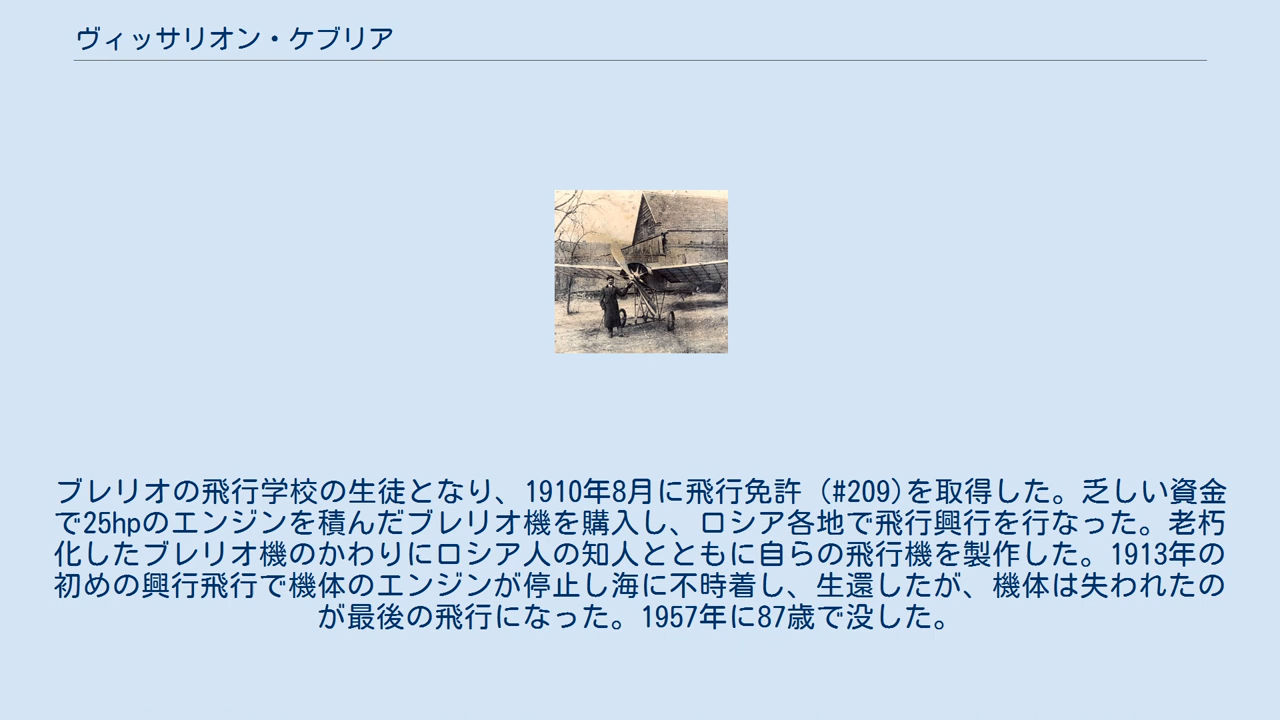 ヴィッサリオン・ケブリア
ブレリオの飛行学校の生徒となり、1910年8月に飛行免許 (#209)を取得した。乏しい資金
で25hpのエンジンを積んだブレリオ機を購入し、ロシア各地で飛行興行を行なった。老朽
化したブレリオ機のかわりにロシア人の知人とともに自らの飛行機を製作した。1913年の
初めの興行飛行で機体のエンジンが停止し海に不時着し、生還したが、機体は失われたの
が最後の飛行になった。1957年に87歳で没した。